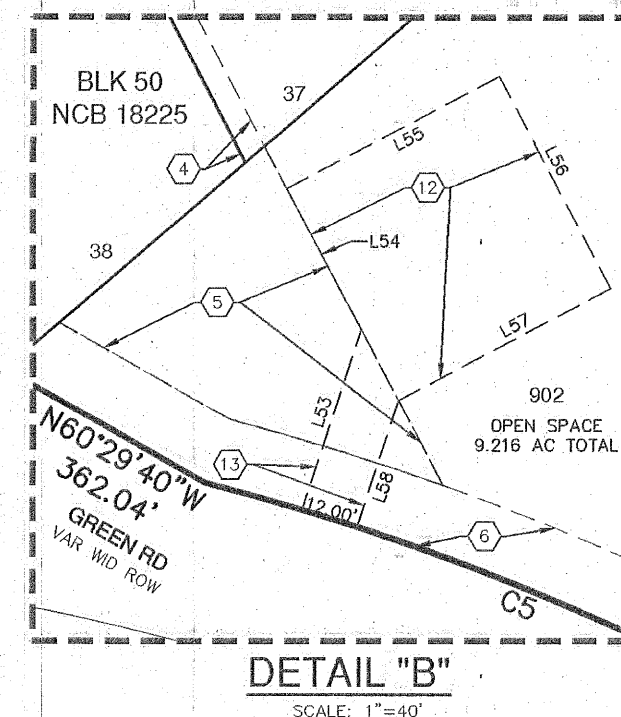 BLK 50
NCB 18225
37
4
L55
L56
12
38
L54
5
L57
L53
902
OPEN SPACE
9.216 AC TOTAL
N60°29'40"W
362.04'
13
L58
12.00'
GREEN RD
VAR WID ROW
6
C5
DETAIL "B"
SCALE: 1"=40'